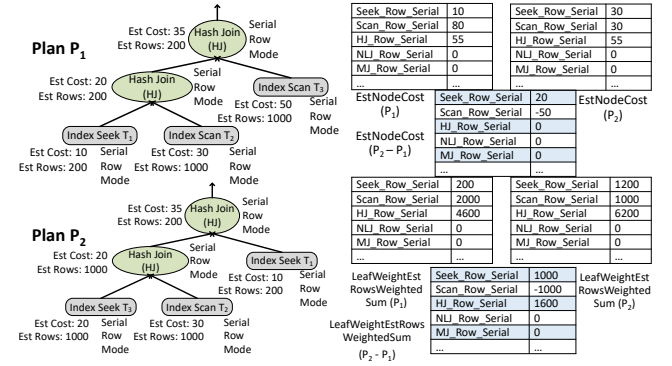 Plan P1
Est Cost: 35
Est Rows: 200
Hash Join
(HJ)
Serial
Row
Mode
Est Cost: 20
Est Rows: 200
Hash Join
(HJ)
Serial
Row
Mode
Index Scan T3
Est Cost: 50
Est Rows: 1000
Serial
Row
Mode
Index Seek T1
Est Cost: 10
Est Rows: 200
Serial
Row
Mode
Index Scan T2
Est Cost: 30
Est Rows: 1000
Serial
Row
Mode
Plan P2
Est Cost: 35
Est Rows: 200
Hash Join
(HJ)
Serial
Row
Mode
Est Cost: 20
Est Rows: 1000
Hash Join
(HJ)
Serial
Row
Mode
Index Seek T1
Est Cost: 10
Est Rows: 200
Serial
Row
Mode
Index Seek T3
Est Cost: 20
Est Rows: 1000
Serial
Row
Mode
Index Scan T2
Est Cost: 30
Est Rows: 1000
Serial
Row
Mode
Seek_Row_Serial 10
Scan_Row_Serial 80
HJ_Row_Serial 55
NLJ_Row_Serial 0
MJ_Row_Serial 0
... ...
EstNodeCost
(P1)
Seek_Row_Serial 30
Scan_Row_Serial 30
HJ_Row_Serial 55
NLJ_Row_Serial 0
MJ_Row_Serial 0
... ...
EstNodeCost
(P2)
EstNodeCost
(P2 – P1)
Seek_Row_Serial 20
Scan_Row_Serial -50
HJ_Row_Serial 0
NLJ_Row_Serial 0
MJ_Row_Serial 0
... ...
Seek_Row_Serial 200
Scan_Row_Serial 2000
HJ_Row_Serial 4600
NLJ_Row_Serial 0
MJ_Row_Serial 0
... ...
LeafWeightEst
RowsWeighted
Sum (P1)
Seek_Row_Serial 1200
Scan_Row_Serial 1000
HJ_Row_Serial 6200
NLJ_Row_Serial 0
MJ_Row_Serial 0
... ...
LeafWeightEst
RowsWeighted
Sum (P2)
LeafWeightEstRows
WeightedSum
(P2 - P1)
Seek_Row_Serial 1000
Scan_Row_Serial -1000
HJ_Row_Serial 1600
NLJ_Row_Serial 0
MJ_Row_Serial 0
... ...